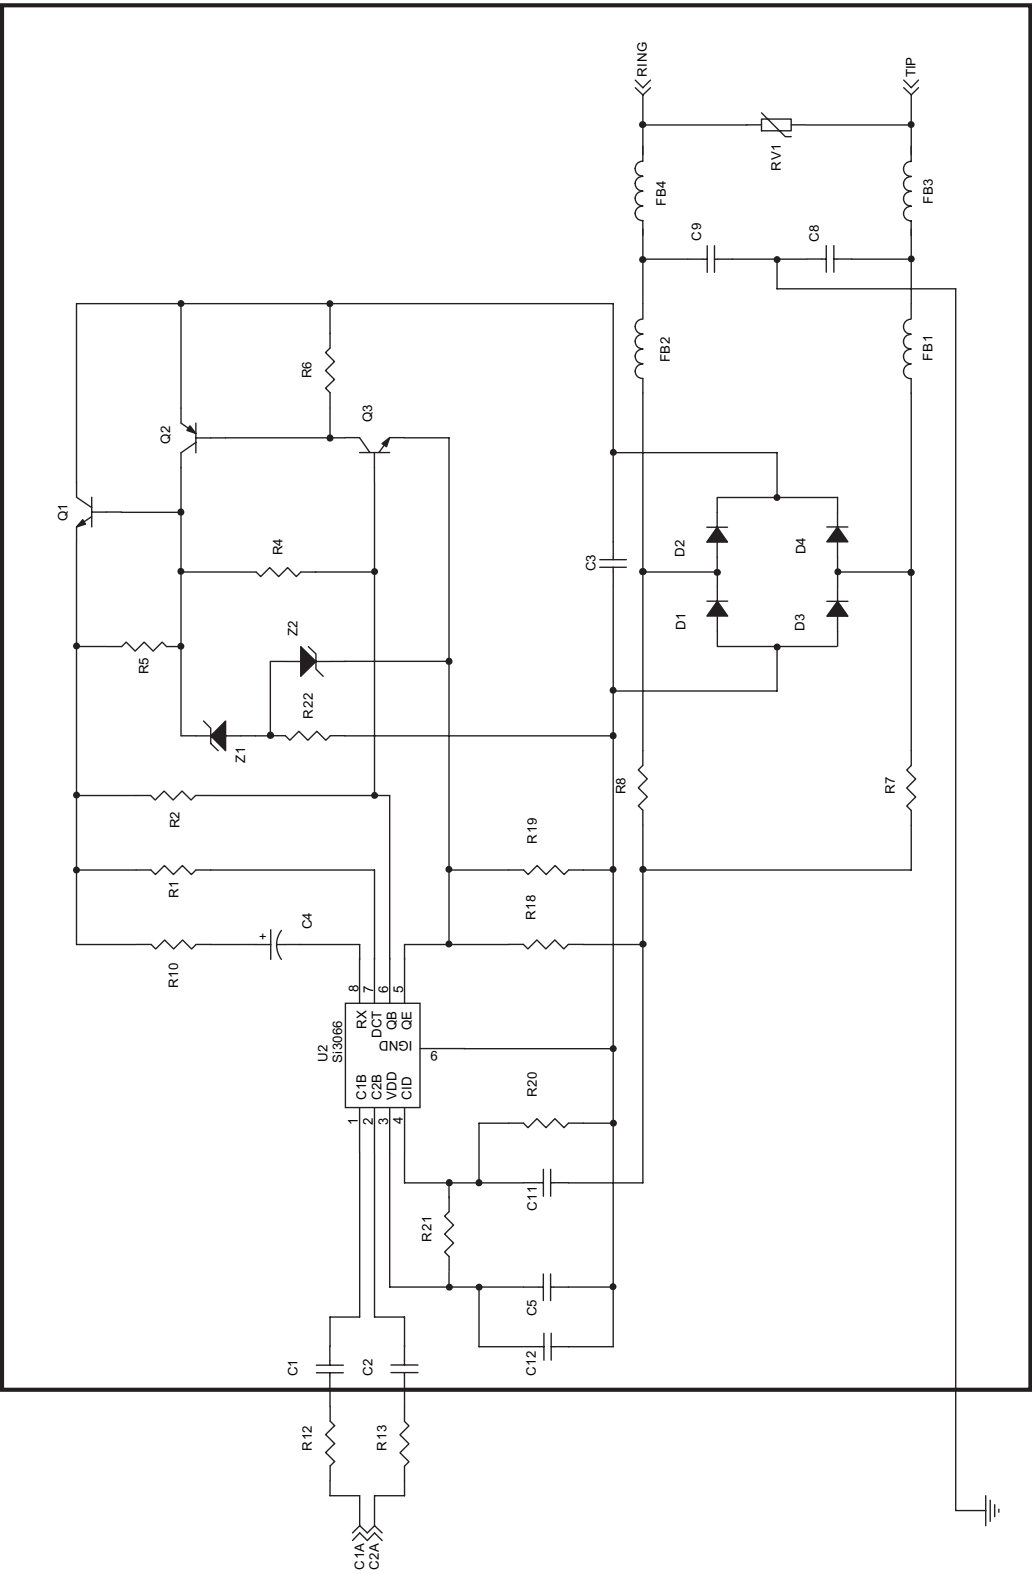 RING
TIP
RV1
FB4
FB3
C9
C8
FB2
FB1
R6
Q3
Q2
Q1
R4
C3
D2
D4
D1
D3
Z2
R5
R22
Z1
R8
R7
R2
R19
R1
R18
C4
+
R10
8
7
6
5
U2
Si3066
RX
DCT
QB
QE
IGND
6
C1B
C2B
VDD
CID
1
2
3
4
R20
C11
R21
C5
C12
C1
C2
R12
R13
C1A
C2A